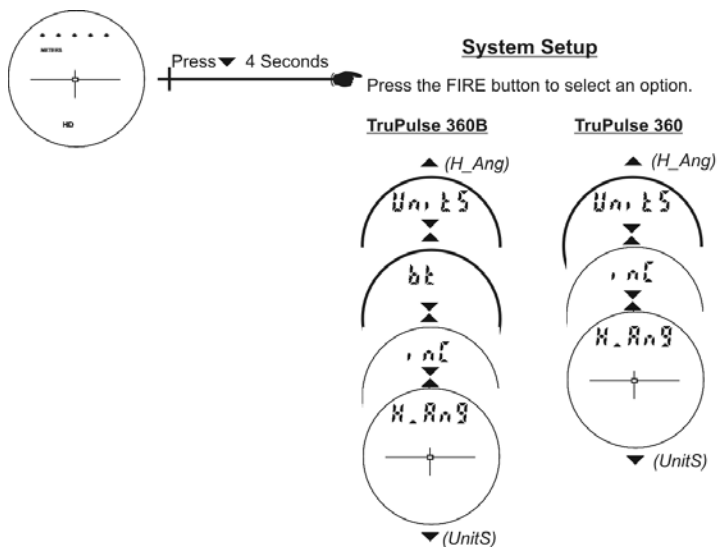 METERS
HD
Press▼ 4 Seconds
System Setup
Press the FIRE button to select an option.
TruPulse 360B
▲ (H_Ang)
UnitS
bt
inC
H_Ang
▼ (UnitS)
TruPulse 360
▲ (H_Ang)
UnitS
inC
H_Ang
▼ (UnitS)